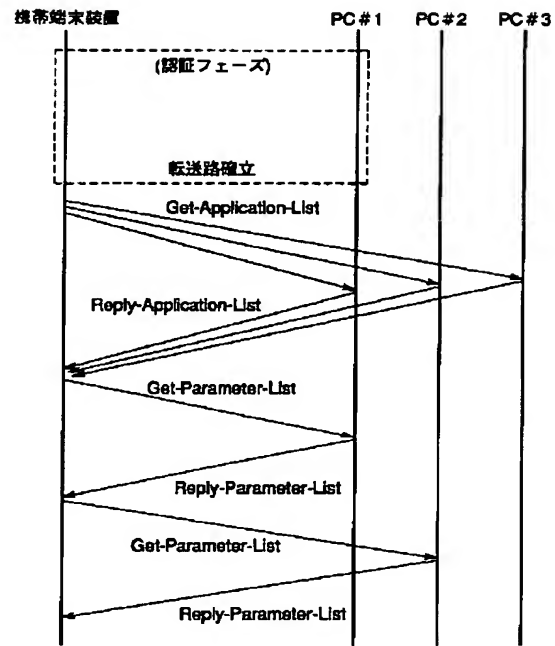 携帯端末装置 PC#1 PC#2 PC#3
(認証フェーズ)
転送路確立
Get-Application-List
Reply-Application-List
Get-Parameter-List
Reply-Parameter-List
Get-Parameter-List
Reply-Parameter-List